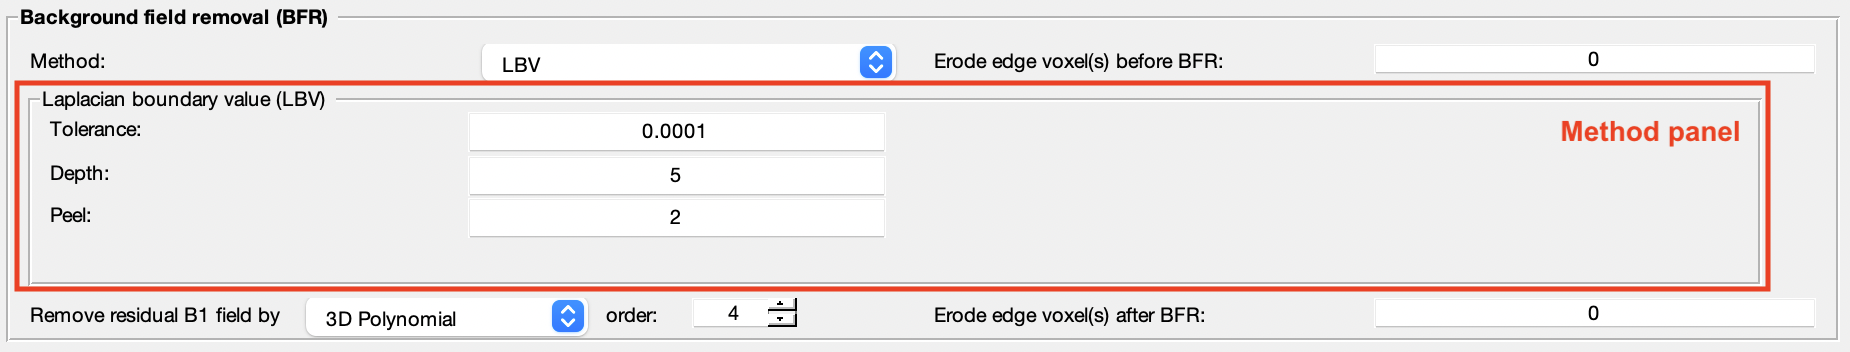 Background field removal (BFR)
Method: LBV Erode edge voxel(s) before BFR: 0
Laplacian boundary value (LBV)
Tolerance: 0.0001 Method panel
Depth: 5
Peel: 2
Remove residual B1 field by 3D Polynomial order: 4 Erode edge voxel(s) after BFR: 0